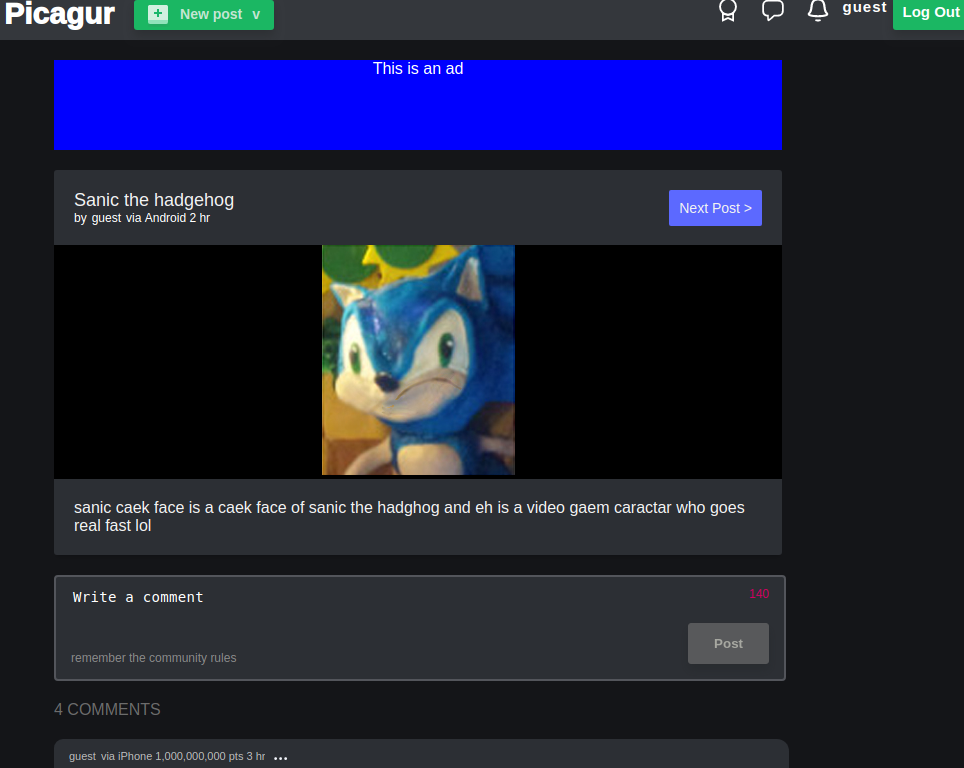 Picagur
New post v
guest
Log Out
This is an ad
Sanic the hadgehog
by guest via Android 2 hr
Next Post >
sanic caek face is a caek face of sanic the hadghog and eh is a video gaem caractar who goes
real fast lol
Write a comment
140
remember the community rules
Post
4 COMMENTS
guest via iPhone 1,000,000,000 pts 3 hr ...